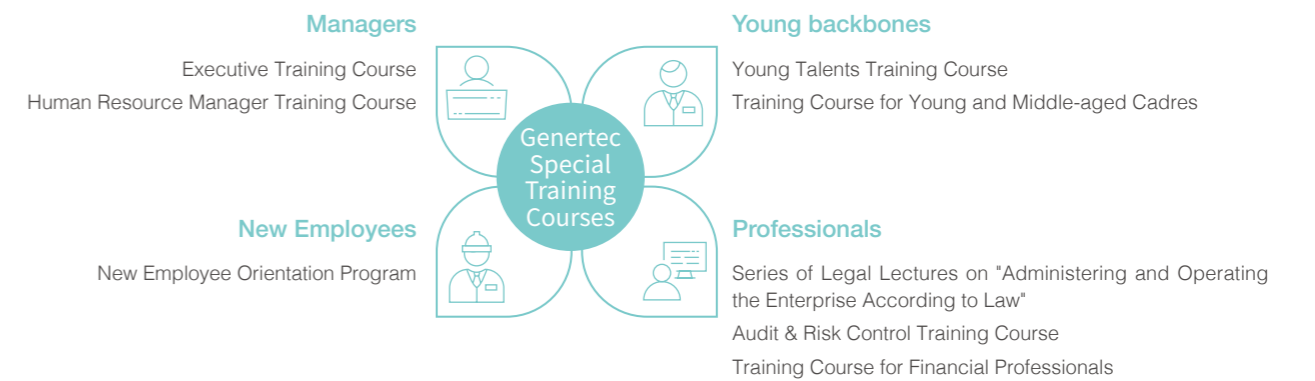 Managers
Executive Training Course
Human Resource Manager Training Course
Young backbones
Young Talents Training Course
Training Course for Young and Middle-aged Cadres
Genertec
Special
Training
Courses
New Employees
New Employee Orientation Program
Professionals
Series of Legal Lectures on "Administering and Operating
the Enterprise According to Law"
Audit & Risk Control Training Course
Training Course for Financial Professionals